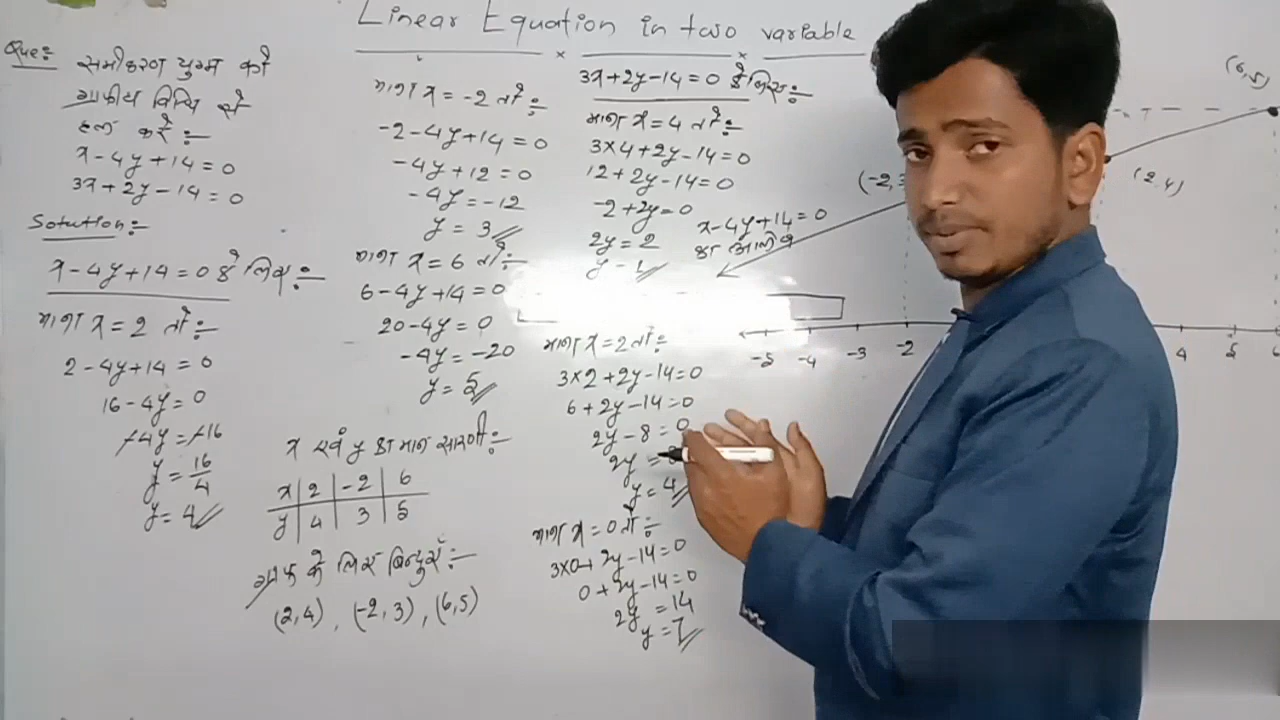 Linear Equation in two variable
Que:-
समीकरण युग्म को
ग्राफीय विधि से
हल करें :-
x-4y+14=0
3x+2y-14=0
Solution:-
x-4y+14=0 के लिए :-
माना x=2 तो :-
2-4y+14=0
16-4y=0
-4y=-16
y=16/4
y=4
माना x=-2 तो :-
-2-4y+14=0
-4y+12=0
-4y=-12
y=3
माना x=6 तो :-
6-4y+14=0
20-4y=0
-4y=-20
y=5
x एवं y का मान सारणी :-
x | 2 | -2 | 6
y | 4 | 3 | 5
ग्राफ के लिए बिन्दुएँ :-
(2,4), (-2,3), (6,5)
3x+2y-14=0 के लिए :-
माना x=4 तो :-
3x4+2y-14=0
12+2y-14=0
-2+2y=0
2y=2
y=1
माना x=2 तो :-
3x2+2y-14=0
6+2y-14=0
2y-8=0
2y=
y=4
माना x=0 तो :-
3x0+2y-14=0
0+2y-14=0
2y=14
y=7
x-4y+14=0
का आलेख
(-2,
(2,4)
(6,5)
-5 -4 -3 -2 4 5